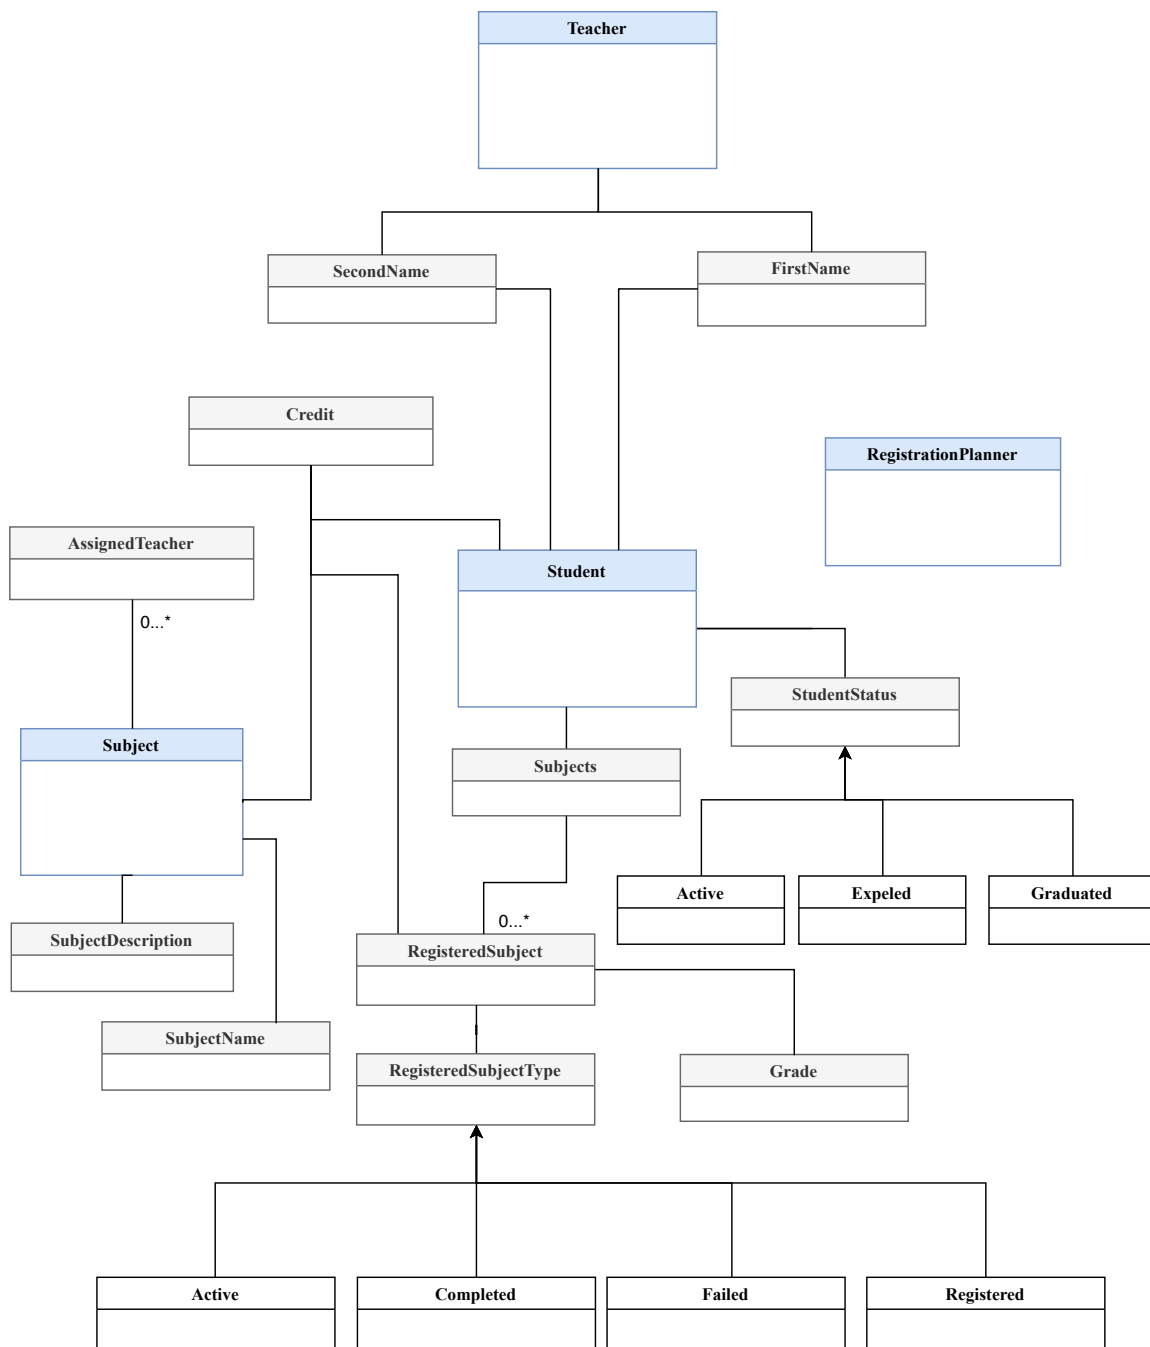 Teacher
SecondName
FirstName
Credit
RegistrationPlanner
AssignedTeacher
Student
0...*
StudentStatus
Subject
Subjects
Active
Expeled
Graduated
0...*
SubjectDescription
RegisteredSubject
SubjectName
RegisteredSubjectType
Grade
Active
Completed
Failed
Registered